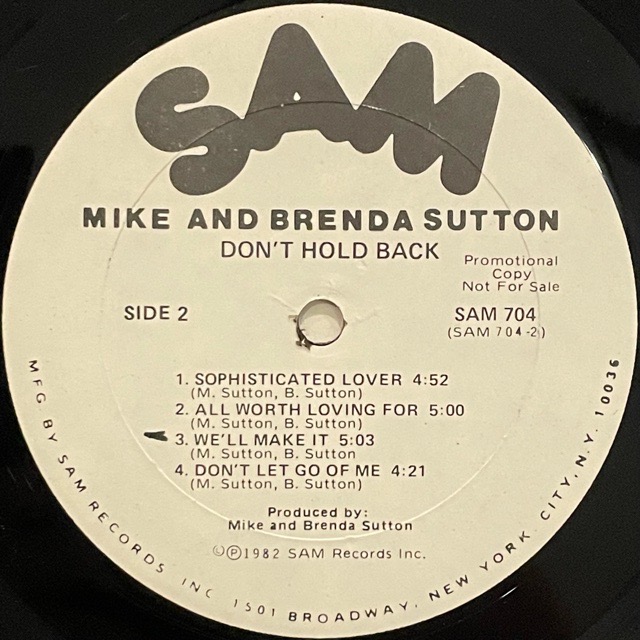 SAM
MIKE AND BRENDA SUTTON
DON'T HOLD BACK
Promotional
Copy
Not For Sale
SIDE 2
SAM 704
(SAM 704-2)
1. SOPHISTICATED LOVER 4:52
(M. Sutton, B. Sutton)
2. ALL WORTH LOVING FOR 5:00
(M. Sutton, B. Sutton)
3. WE'LL MAKE IT 5:03
(M. Sutton, B. Sutton
4. DON'T LET GO OF ME 4:21
(M. Sutton, B. Sutton)
Produced by:
Mike and Brenda Sutton
©℗1982 SAM Records Inc.
MFG BY SAM RECORDS, INC 1501 BROADWAY, NEW YORK CITY, N.Y. 10036